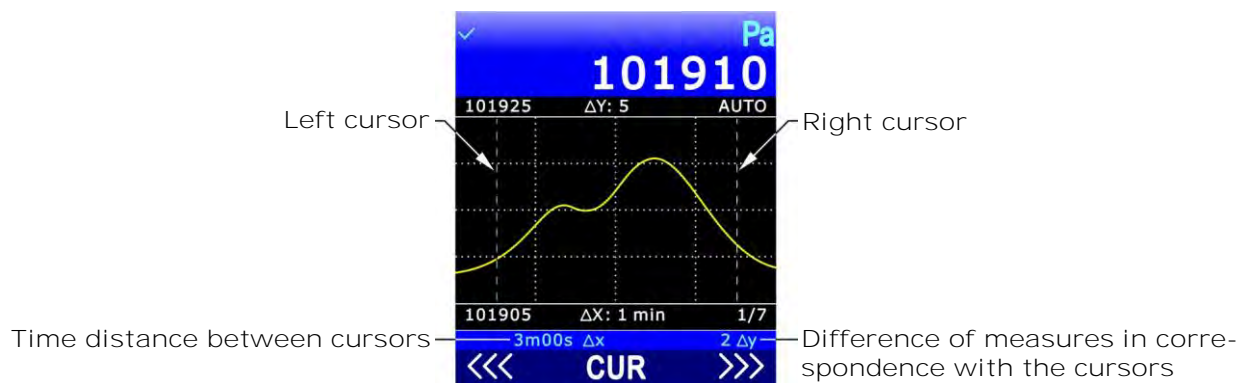 Pa
101910
101925 ΔY: 5 AUTO
Left cursor
Right cursor
101905 ΔX: 1 min 1/7
Time distance between cursors
3m00s Δx 2 Δy
Difference of measures in corre-
spondence with the cursors
<<< CUR >>>